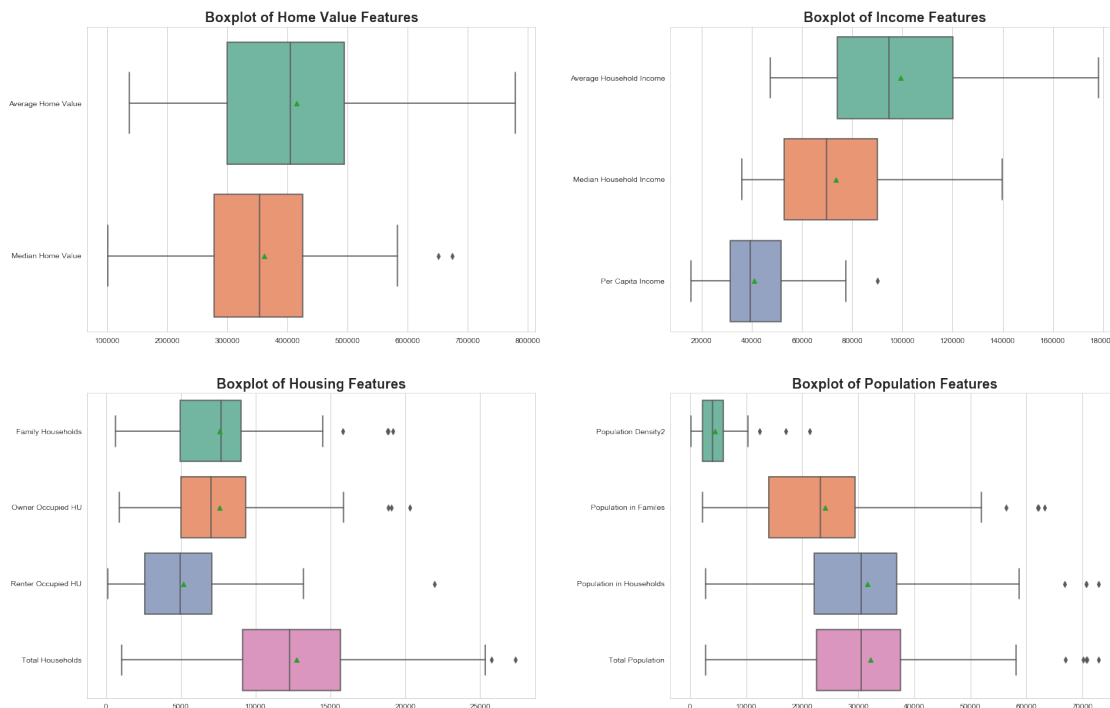 Boxplot of Home Value Features
Average Home Value
Median Home Value
100000 200000 300000 400000 500000 600000 700000 800000
Boxplot of Income Features
Average Household Income
Median Household Income
Per Capita Income
20000 40000 60000 80000 100000 120000 140000 160000 18000
Boxplot of Housing Features
Family Households
Owner Occupied HU
Renter Occupied HU
Total Households
0 5000 10000 15000 20000 25000
Boxplot of Population Features
Population Density2
Population in Familes
Population in Households
Total Population
0 10000 20000 30000 40000 50000 60000 70000